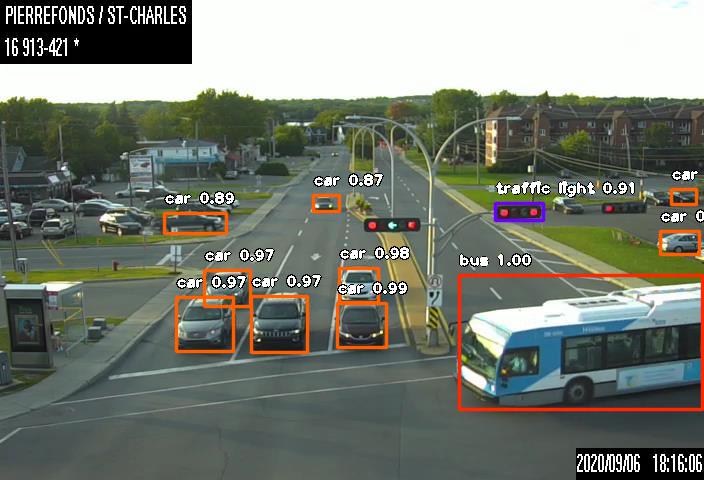 PIERREFONDS / ST-CHARLES
16 913-421 *
car 0.87
car
car 0.89
traffic light 0.91
car 0
car 0.97
car 0.98
bus 1.00
car 0.97
car 0.97
car 0.99
2020/09/06 18:16:06